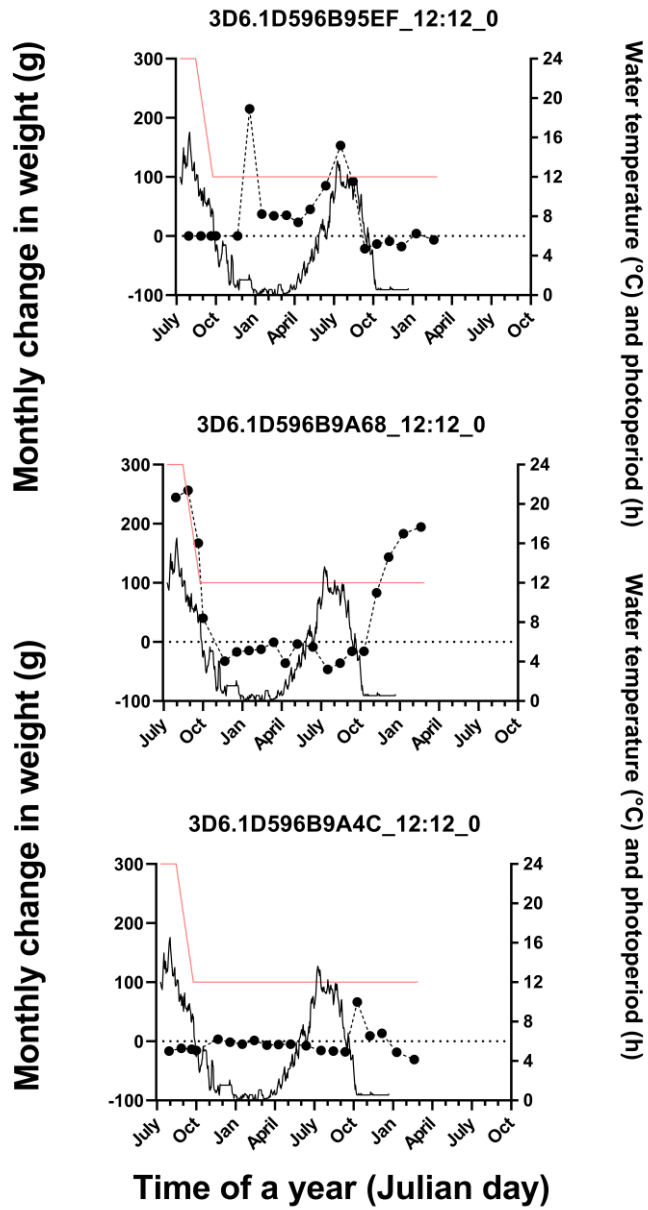 3D6.1D596B95EF_12:12_0
Monthly change in weight (g)
300
200
100
0
-100
24
20
16
12
8
4
0
July
Oct
Jan
April
July
Oct
Jan
April
July
Oct
Water temperature (°C) and photoperiod (h)
3D6.1D596B9A68_12:12_0
300
200
100
0
-100
24
20
16
12
8
4
0
July
Oct
Jan
April
July
Oct
Jan
April
July
Oct
Monthly change in weight (g)
Water temperature (°C) and photoperiod (h)
3D6.1D596B9A4C_12:12_0
300
200
100
0
-100
24
20
16
12
8
4
0
July
Oct
Jan
April
July
Oct
Jan
April
July
Oct
Time of a year (Julian day)